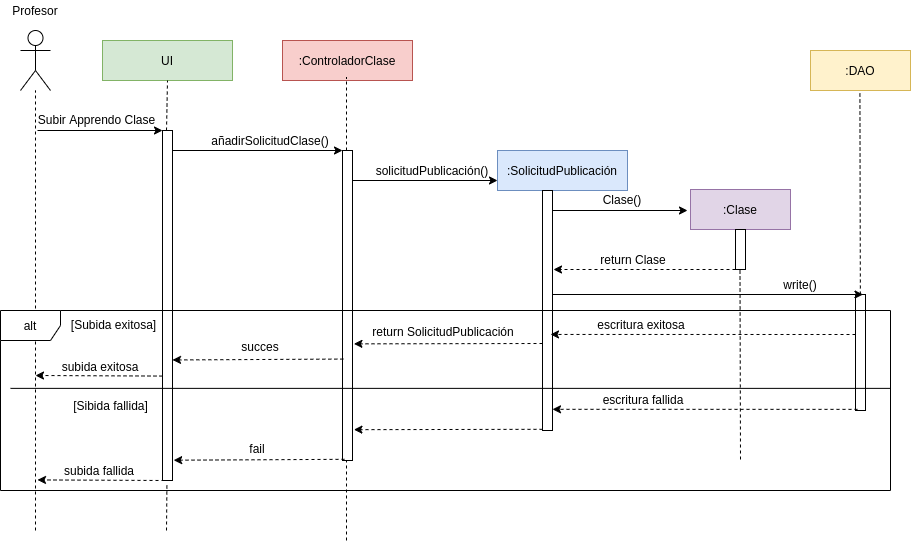 Profesor
UI
:ControladorClase
:DAO
Subir Apprendo Clase
añadirSolicitudClase()
solicitudPublicación()
:SolicitudPublicación
Clase()
:Clase
return Clase
write()
alt
[Subida exitosa]
return SolicitudPublicación
escritura exitosa
succes
subida exitosa
[Sibida fallida]
escritura fallida
fail
subida fallida